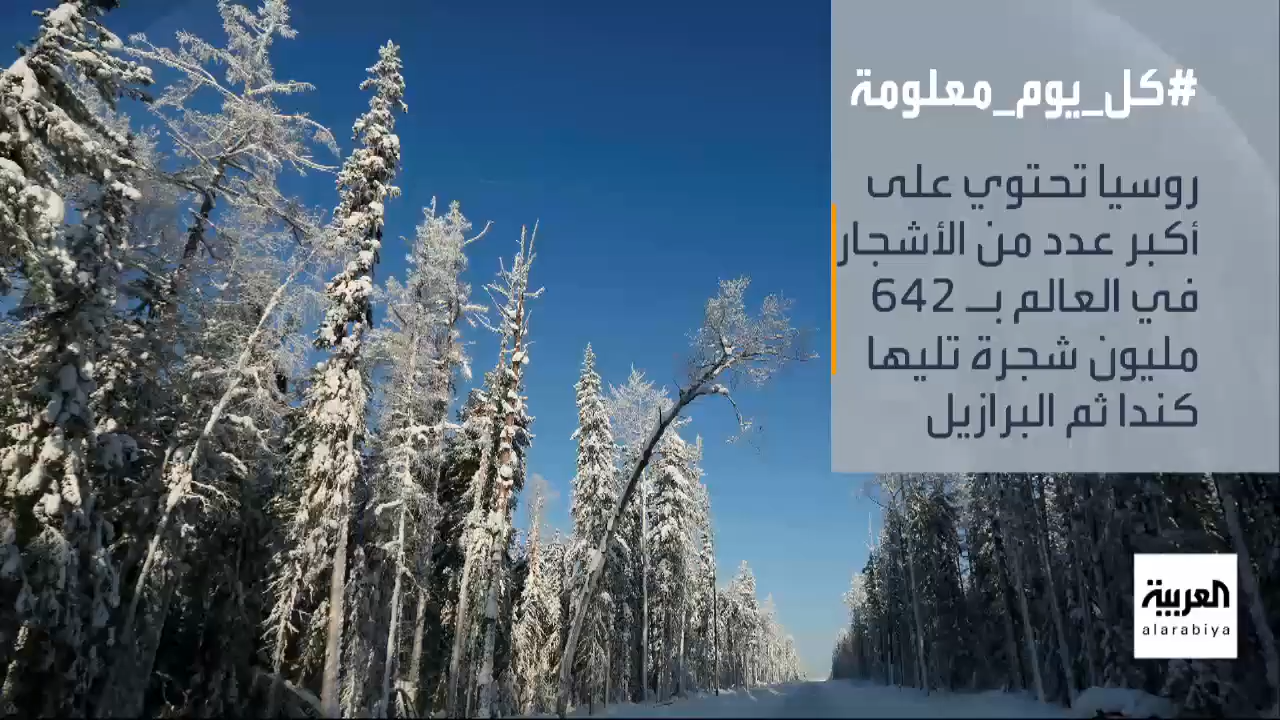 #كل_يوم_معلومة
روسيا تحتوي على
أكبر عدد من الأشجار
في العالم بـ 642
مليون شجرة تليها
كندا ثم البرازيل
العربية
alarabiya